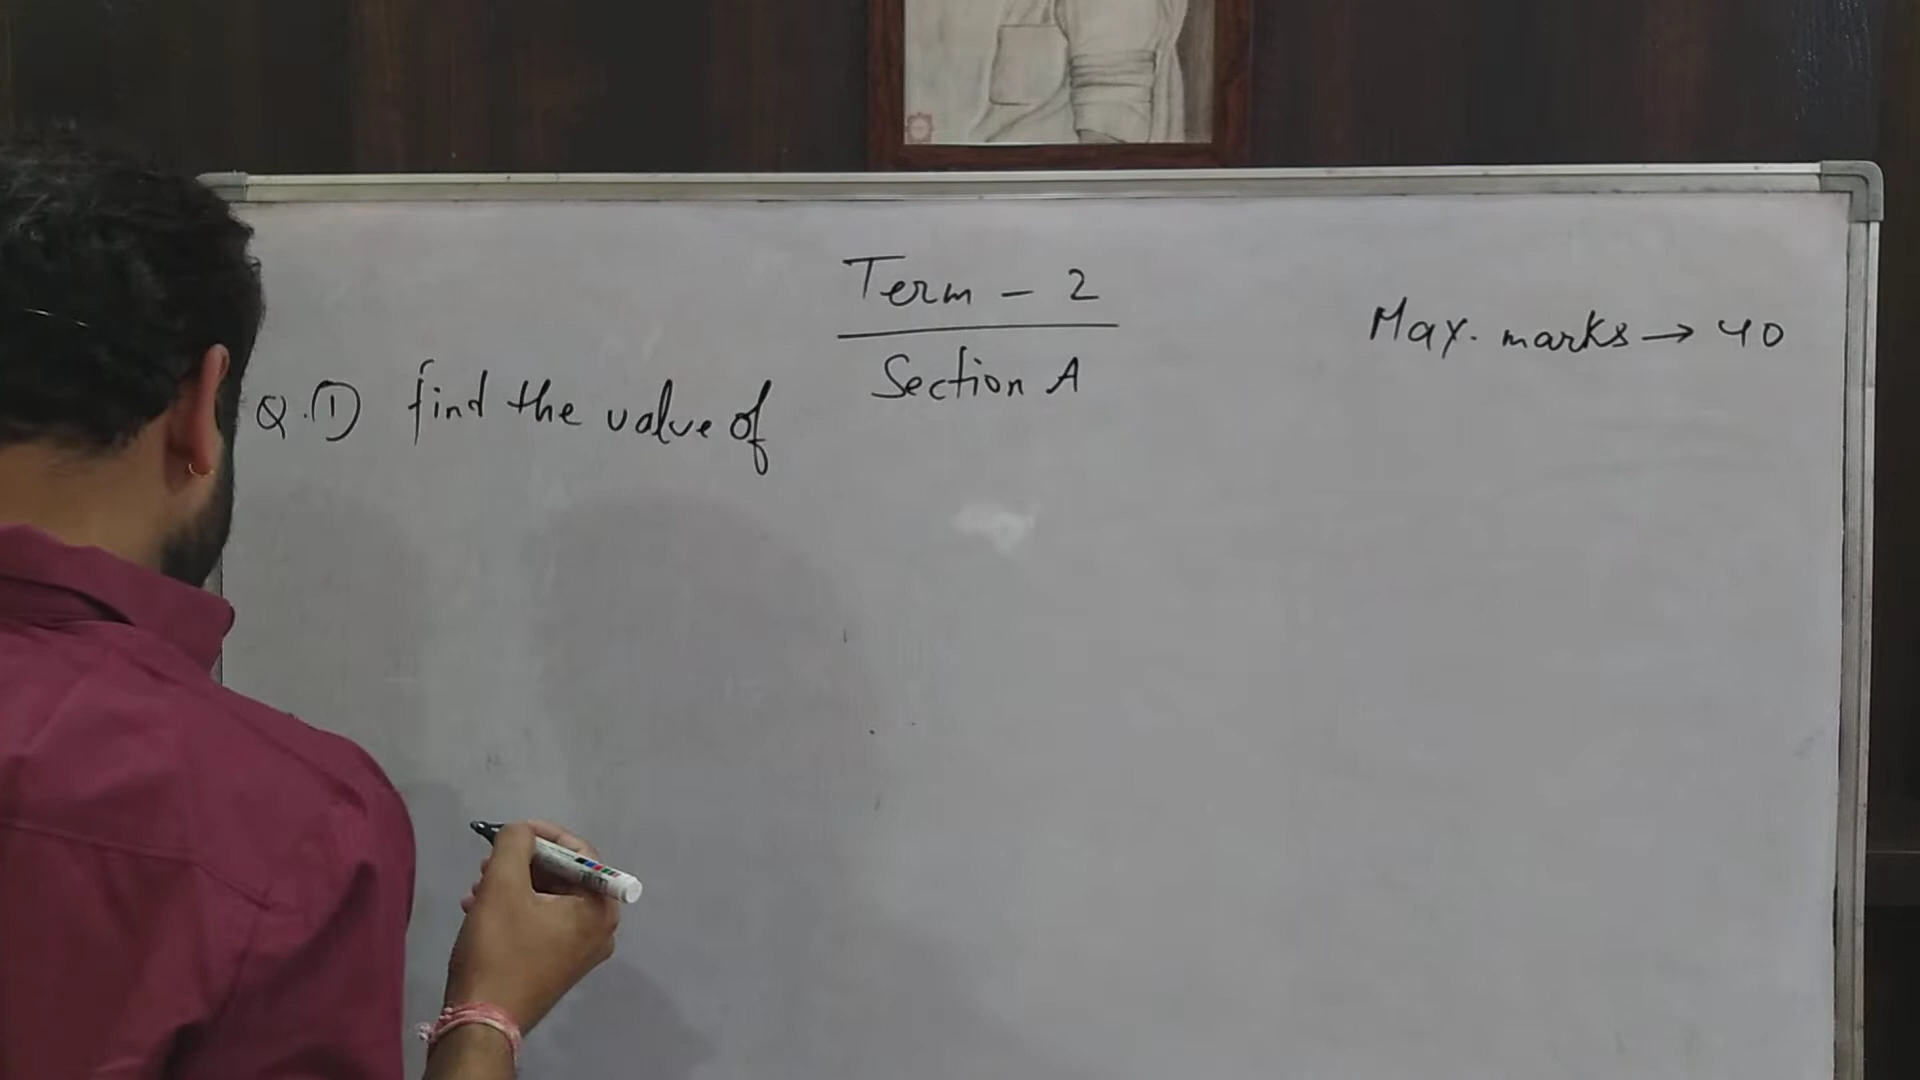 Term - 2
Max. marks → 40
Section A
Q.① find the value of